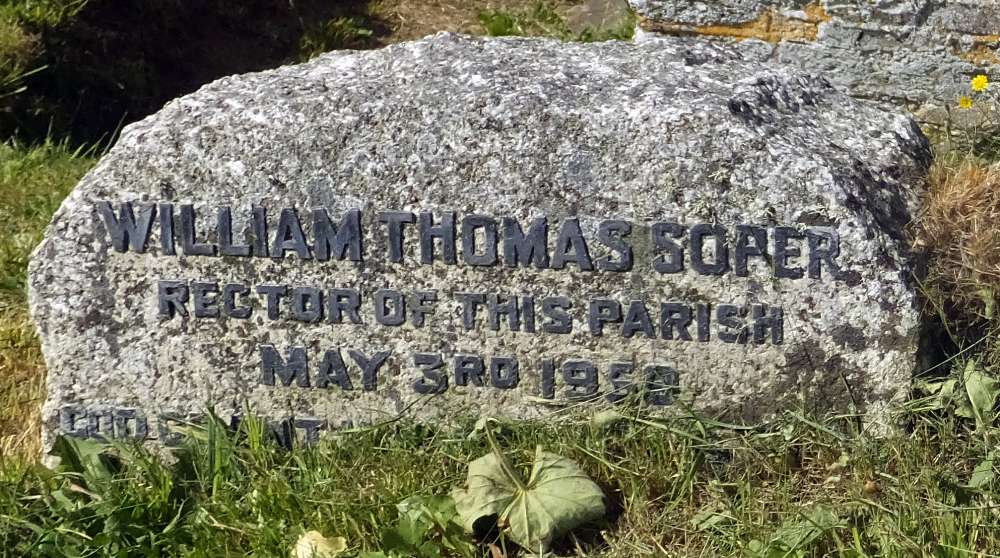 WILLIAM THOMAS SOPER
RECTOR OF THIS PARISH
MAY 3RD